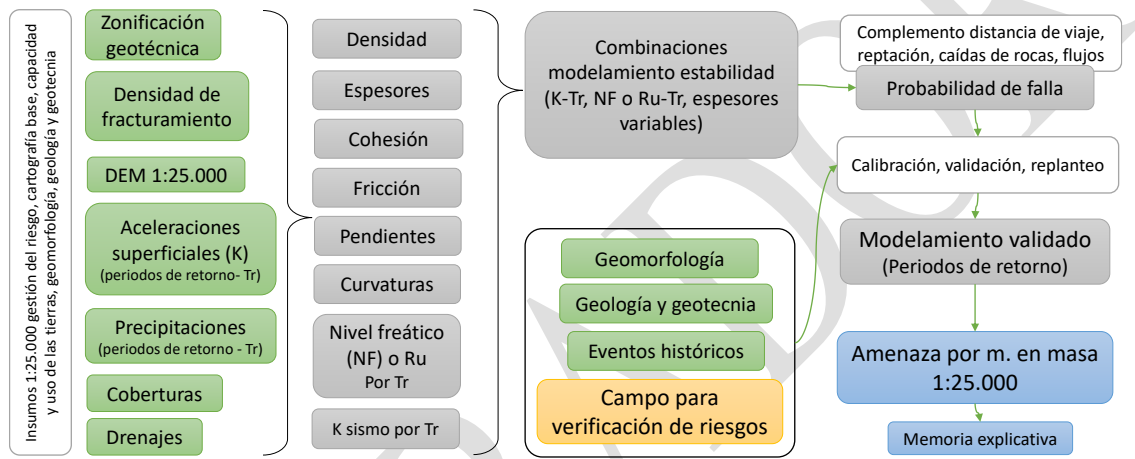 Insumos 1:25.000 gestión del riesgo, cartografía base, capacidad
y uso de las tierras, geomorfología, geología y geotecnia
Zonificación
geotécnica
Densidad de
fracturamiento
DEM 1:25.000
Aceleraciones
superficiales (K)
(periodos de retorno- Tr)
Precipitaciones
(periodos de retorno - Tr)
Coberturas
Drenajes
Densidad
Espesores
Cohesión
Fricción
Pendientes
Curvaturas
Nivel freático
(NF) o Ru
Por Tr
K sismo por Tr
Combinaciones
modelamiento estabilidad
(K-Tr, NF o Ru-Tr, espesores
variables)
Geomorfología
Geología y geotecnia
Eventos históricos
Campo para
verificación de riesgos
Complemento distancia de viaje,
reptación, caídas de rocas, flujos
Probabilidad de falla
Calibración, validación, replanteo
Modelamiento validado
(Periodos de retorno)
Amenaza por m. en masa
1:25.000
Memoria explicativa